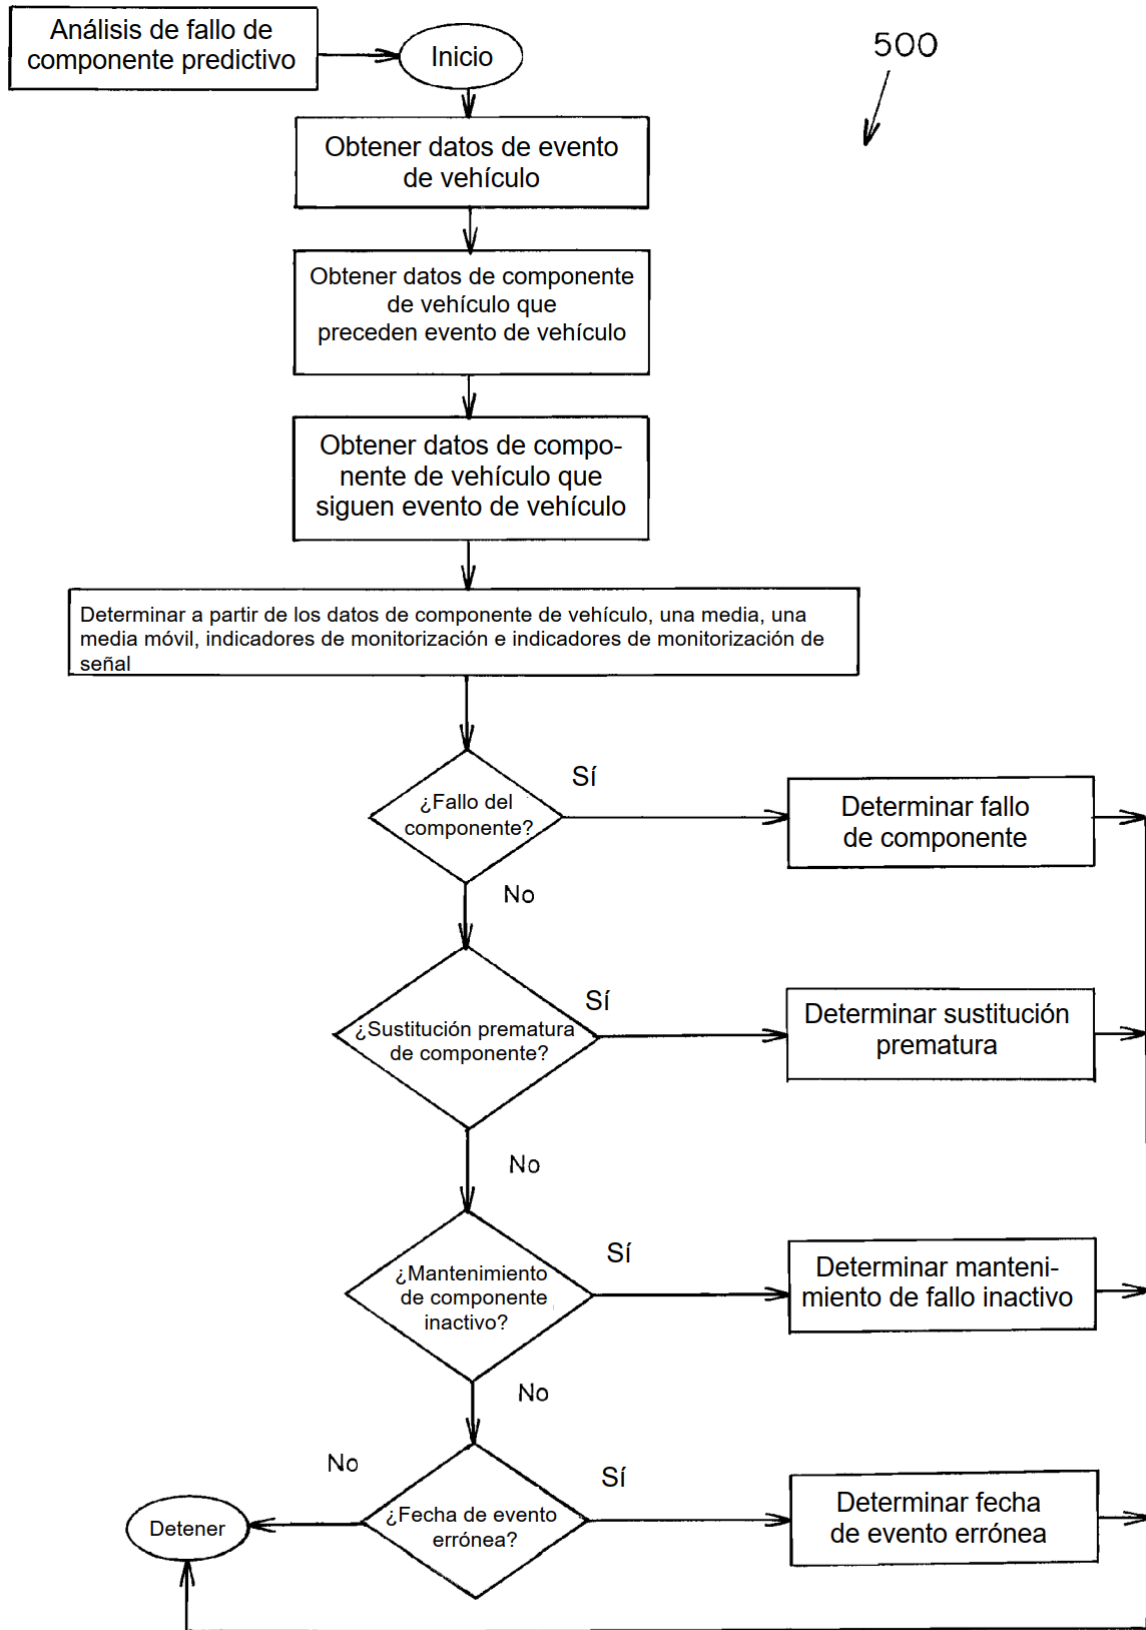 Análisis de fallo de
componente predictivo
Inicio
500
Obtener datos de evento
de vehículo
Obtener datos de componente
de vehículo que
preceden evento de vehículo
Obtener datos de compo-
nente de vehículo que
siguen evento de vehículo
Determinar a partir de los datos de componente de vehículo, una media, una
media móvil, indicadores de monitorización e indicadores de monitorización de
señal
¿Fallo del
componente?
Sí
Determinar fallo
de componente
No
¿Sustitución prematura
de componente?
Sí
Determinar sustitución
prematura
No
¿Mantenimiento
de componente
inactivo?
Sí
Determinar manteni-
miento de fallo inactivo
No
¿Fecha de evento
errónea?
Sí
Determinar fecha
de evento errónea
No
Detener